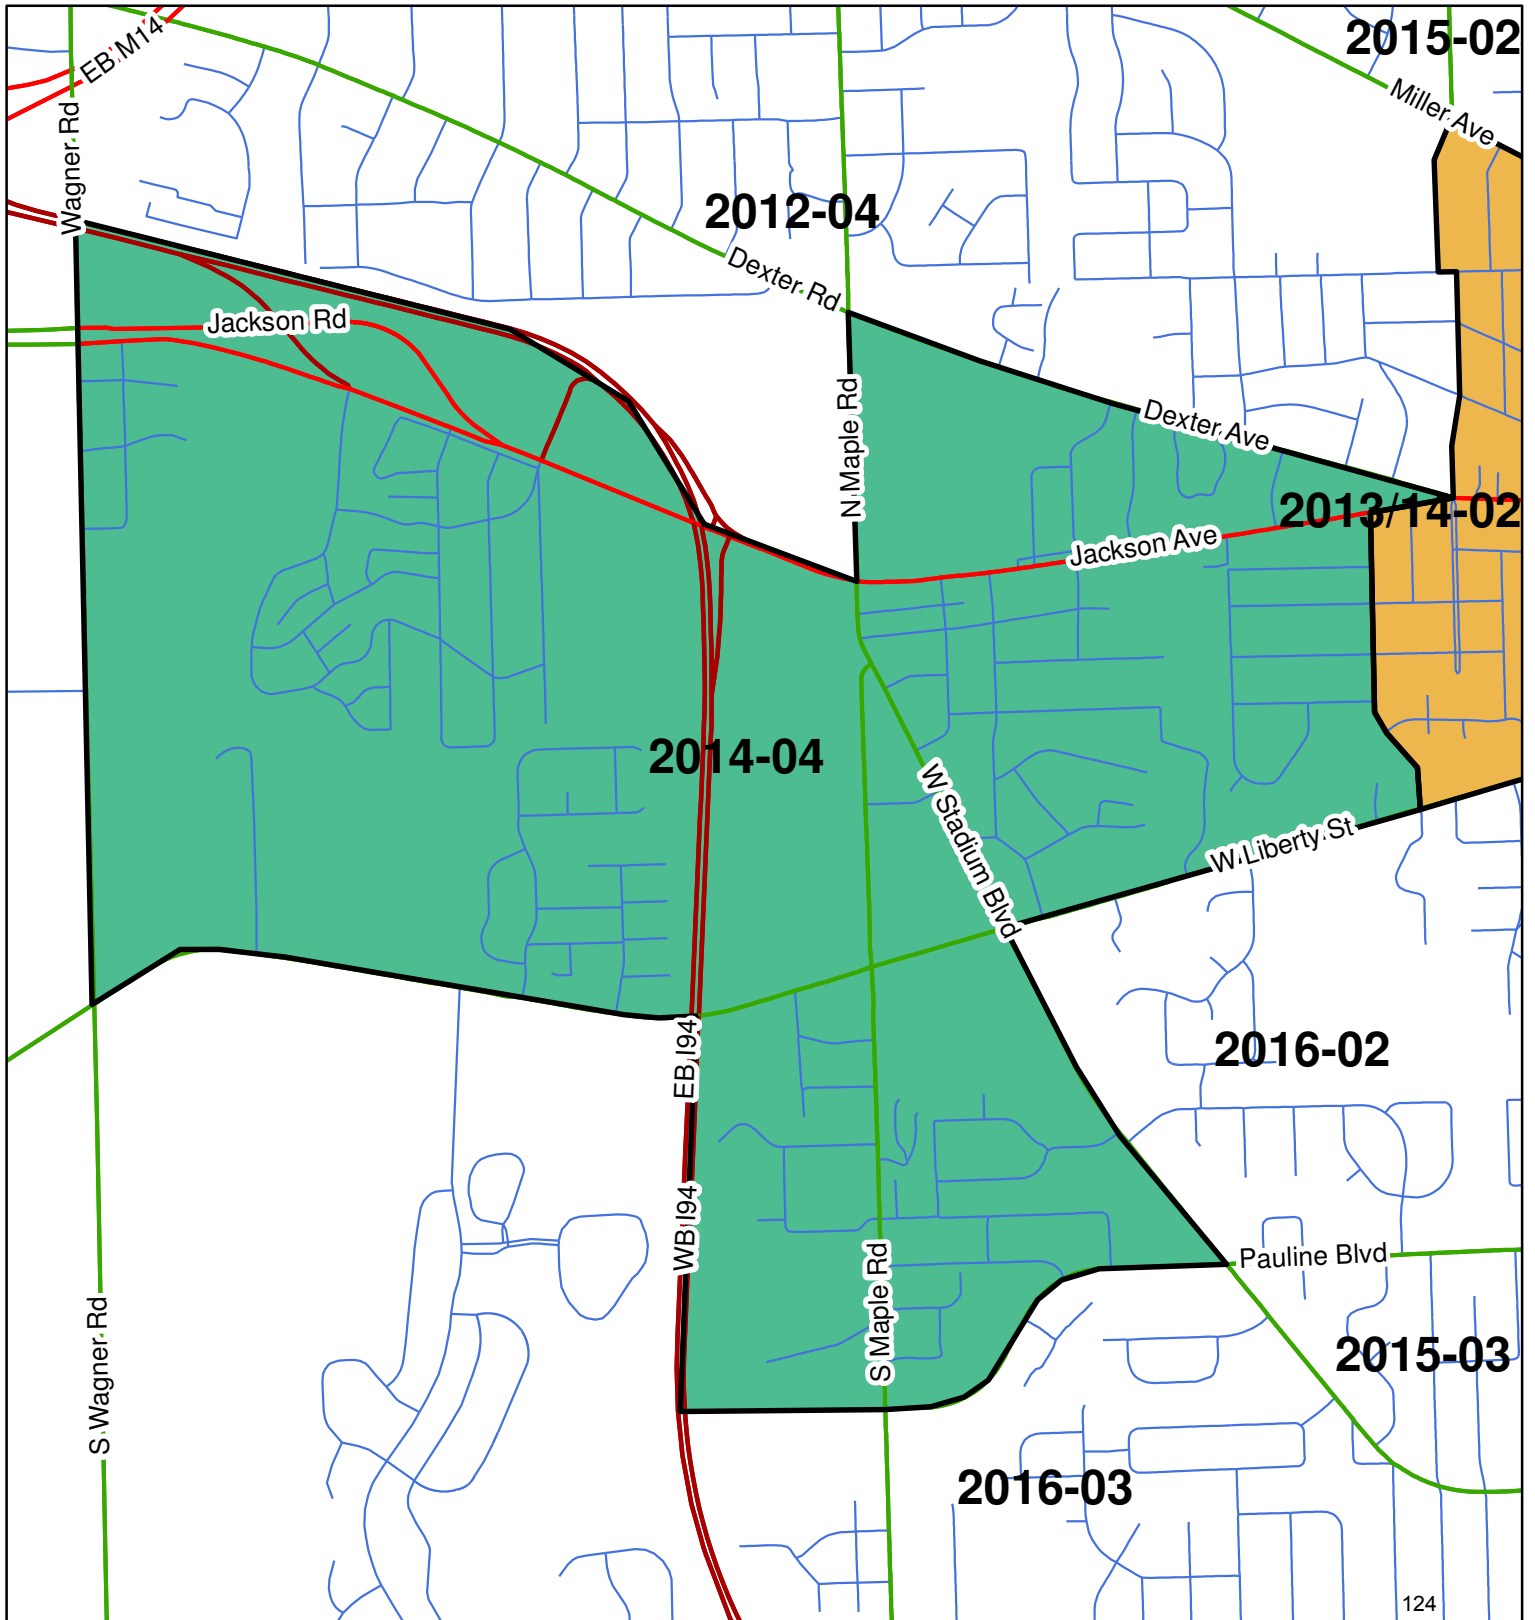 2015-02
EB M14
Miller Ave
Wagner Rd
2012-04
Dexter Rd
Jackson Rd
N Maple Rd
Dexter Ave
2013/14-02
Jackson Ave
2014-04
W Stadium Blvd
W Liberty St
EB I94
2016-02
WB I94
S Maple Rd
Pauline Blvd
S Wagner Rd
2015-03
2016-03
124